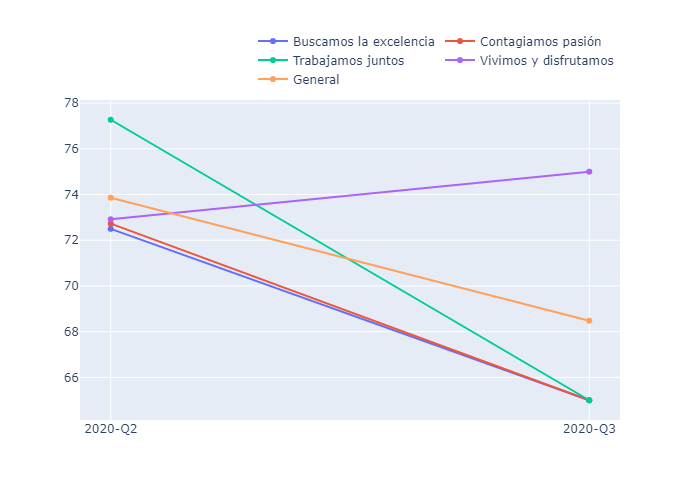 Buscamos la excelencia Contagiamos pasión
Trabajamos juntos Vivimos y disfrutamos
General
78
76
74
72
70
68
66
2020-Q2 2020-Q3